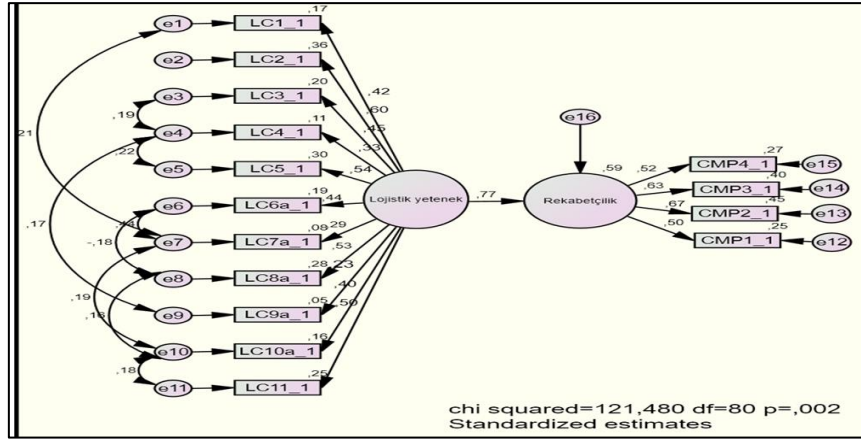 e1 LC1_1 ,17
e2 LC2_1 ,36
e3 LC3_1 ,20
e4 LC4_1 ,11
e5 LC5_1 ,30
e6 LC6a_1 ,19
e7 LC7a_1 ,08
e8 LC8a_1 ,28
e9 LC9a_1 ,05
e10 LC10a_1 ,16
e11 LC11_1 ,25
,42
,60
,45
,33
,54
,44
,29
,53
,23
,40
,50
21
,19
,22
,17
,44
-,18
,19
,16
,18
Lojistik yetenek
,77
e16
,59
Rekabetçilik
,52 CMP4_1 ,27 e15
,63 CMP3_1 ,40 e14
,67 CMP2_1 ,45 e13
,50 CMP1_1 ,25 e12
chi squared=121,480 df=80 p=,002
Standardized estimates